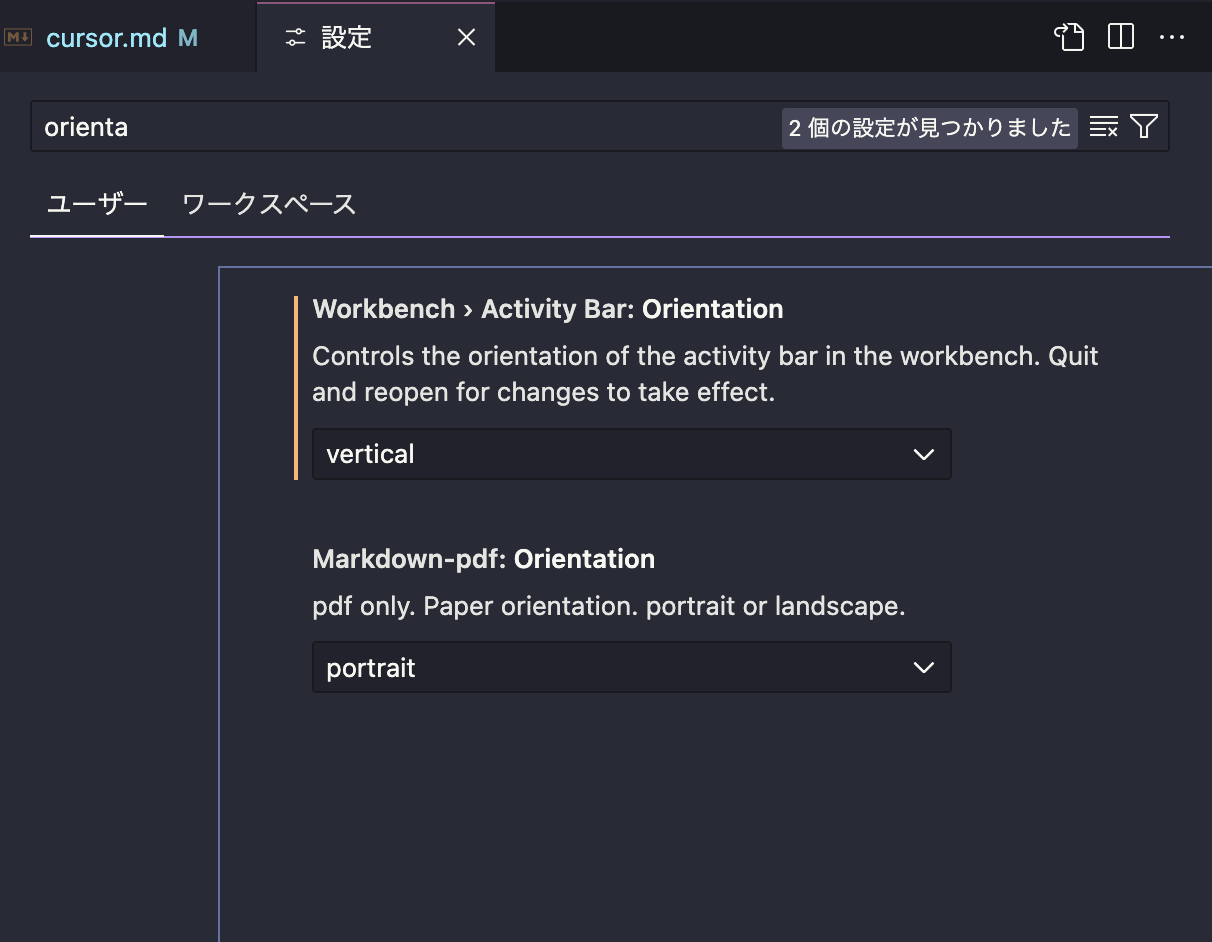 M↓ cursor.md M 設定
orienta 2 個の設定が見つかりました
ユーザー ワークスペース
Workbench › Activity Bar: Orientation
Controls the orientation of the activity bar in the workbench. Quit
and reopen for changes to take effect.
vertical
Markdown-pdf: Orientation
pdf only. Paper orientation. portrait or landscape.
portrait